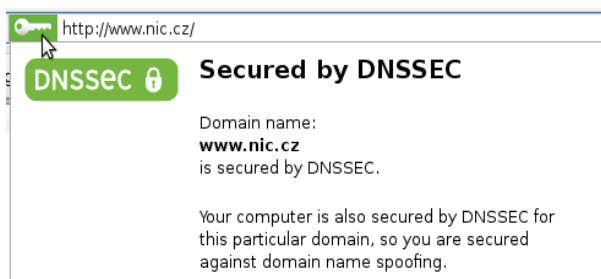 http://www.nic.cz/
DNSSEC
Secured by DNSSEC
Domain name:
www.nic.cz
is secured by DNSSEC.
Your computer is also secured by DNSSEC for
this particular domain, so you are secured
against domain name spoofing.